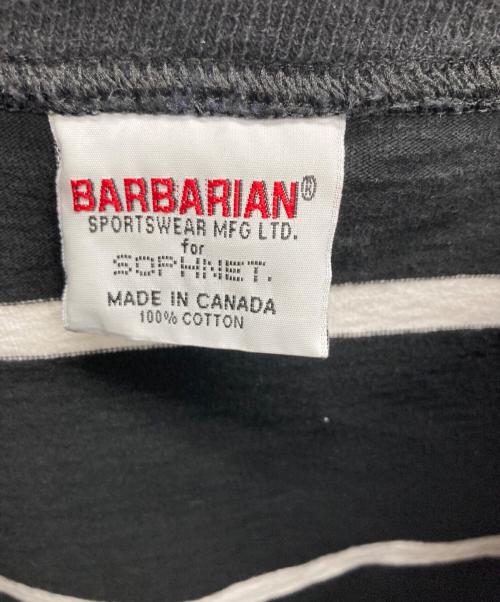 BARBARIAN®
SPORTSWEAR MFG LTD.
for
SOPHNET.
MADE IN CANADA
100% COTTON